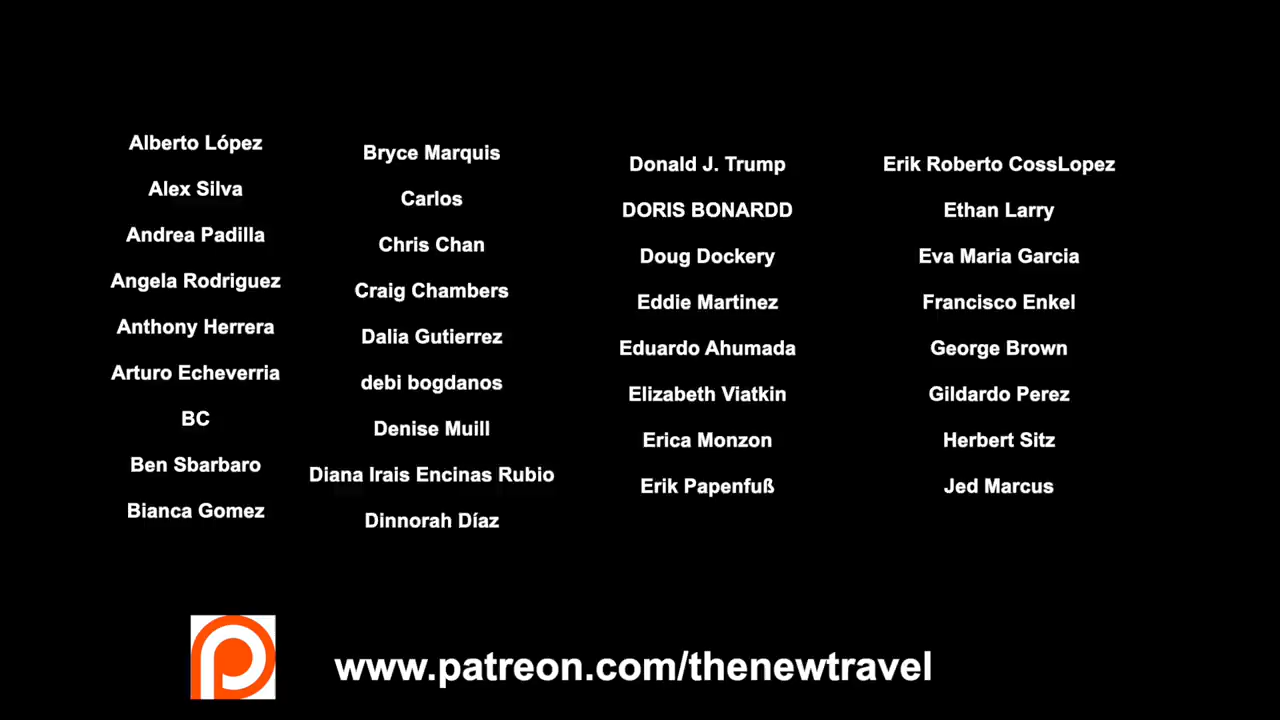 Alberto López
Alex Silva
Andrea Padilla
Angela Rodriguez
Anthony Herrera
Arturo Echeverria
BC
Ben Sbarbaro
Bianca Gomez
Bryce Marquis
Carlos
Chris Chan
Craig Chambers
Dalia Gutierrez
debi bogdanos
Denise Muill
Diana Irais Encinas Rubio
Dinnorah Díaz
Donald J. Trump
DORIS BONARDD
Doug Dockery
Eddie Martinez
Eduardo Ahumada
Elizabeth Viatkin
Erica Monzon
Erik Papenfuß
Erik Roberto CossLopez
Ethan Larry
Eva Maria Garcia
Francisco Enkel
George Brown
Gildardo Perez
Herbert Sitz
Jed Marcus
www.patreon.com/thenewtravel